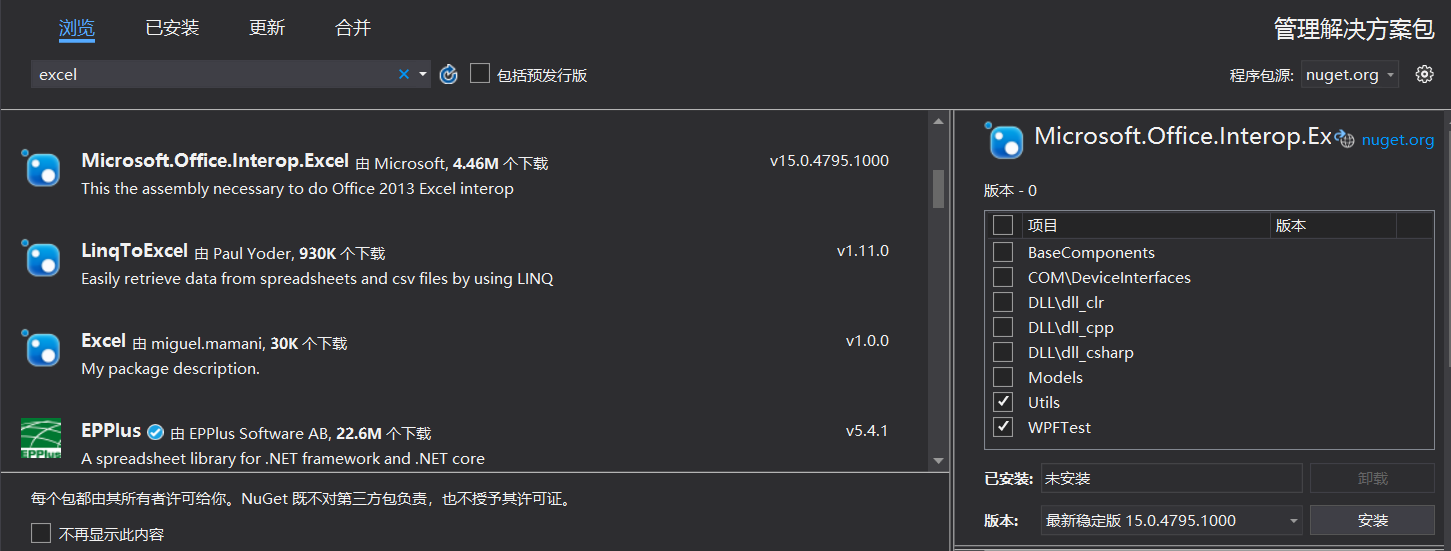 浏览 已安装 更新 合并 管理解决方案包
excel 包括预发行版 程序包源: nuget.org
Microsoft.Office.Interop.Excel 由 Microsoft, 4.46M 个下载 v15.0.4795.1000
This the assembly necessary to do Office 2013 Excel interop
LinqToExcel 由 Paul Yoder, 930K 个下载 v1.11.0
Easily retrieve data from spreadsheets and csv files by using LINQ
Excel 由 miguel.mamani, 30K 个下载 v1.0.0
My package description.
EPPlus 由 EPPlus Software AB, 22.6M 个下载 v5.4.1
EPPlus
A spreadsheet library for .NET framework and .NET core
每个包都由其所有者许可给你。NuGet 既不对第三方包负责，也不授予其许可证。
不再显示此内容
Microsoft.Office.Interop.Ex nuget.org
版本 - 0
项目 版本
BaseComponents
COM\DeviceInterfaces
DLL\dll_clr
DLL\dll_cpp
DLL\dll_csharp
Models
Utils
WPFTest
已安装: 未安装 卸载
版本: 最新稳定版 15.0.4795.1000 安装